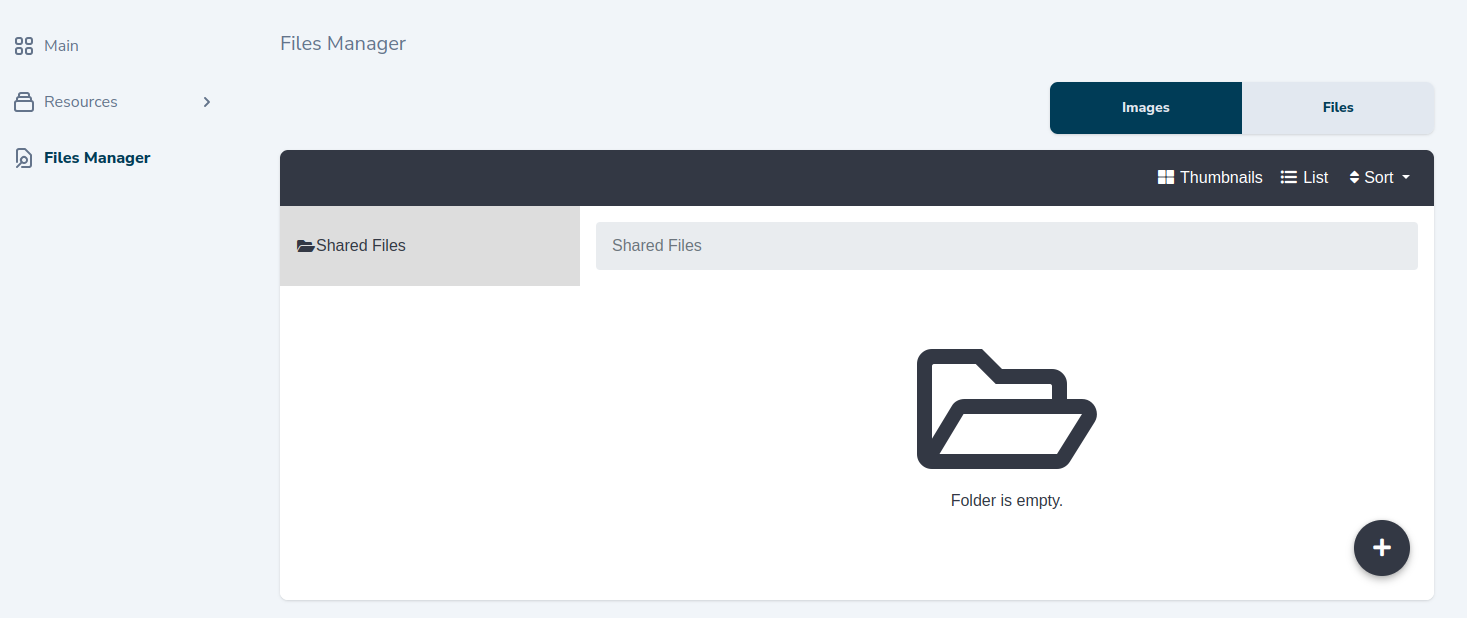 Main
Resources
Files Manager
Files Manager
Images
Files
Thumbnails
List
Sort
Shared Files
Shared Files
Folder is empty.